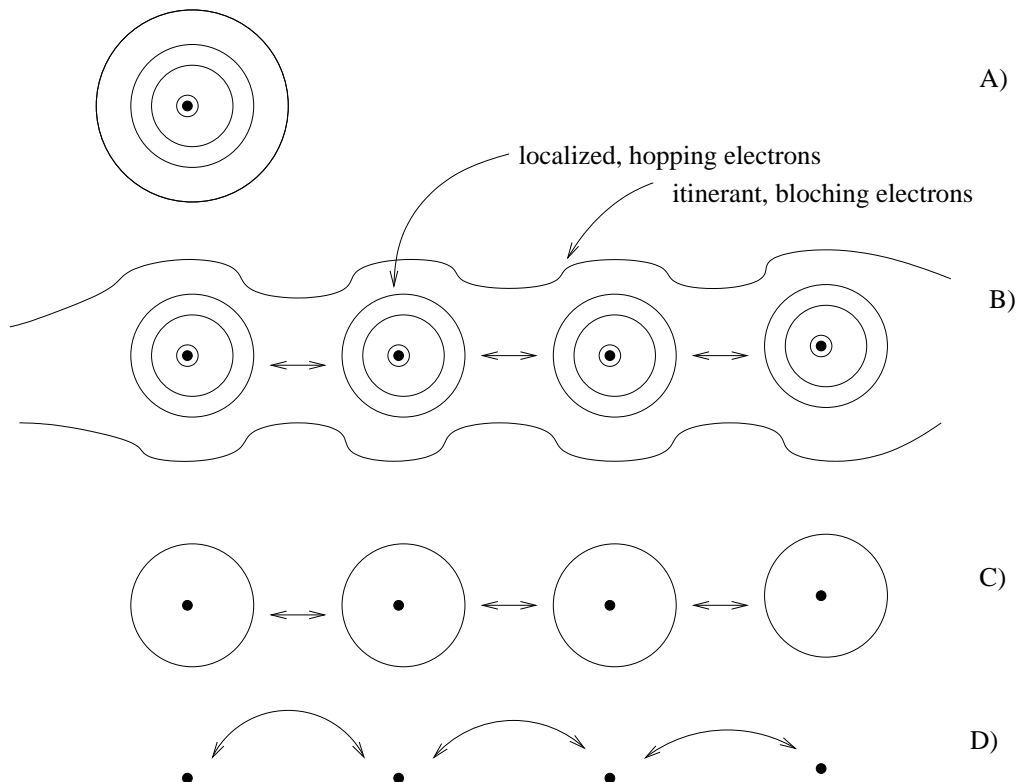 A)
localized, hopping electrons
itinerant, bloching electrons
B)
C)
D)